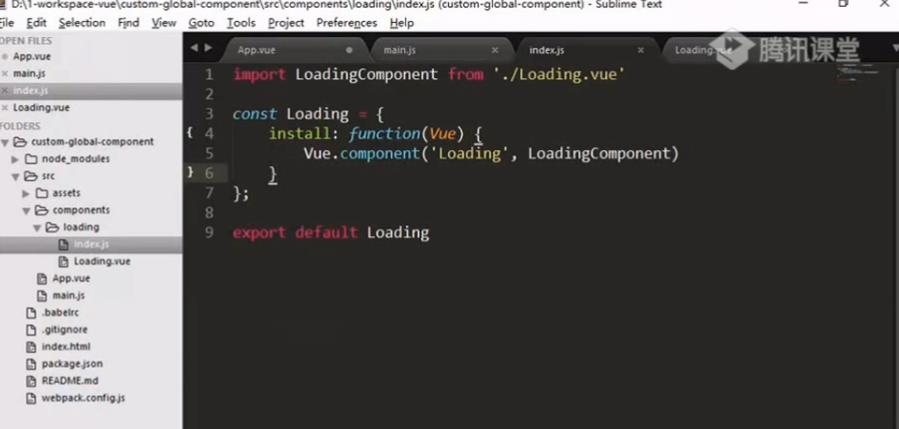 D:\1-workspace-vue\custom-global-component\src\components\loading\index.js (custom-global-component) - Sublime Text
File Edit Selection Find View Goto Tools Project Preferences Help
OPEN FILES
App.vue
main.js
index.js
Loading.vue
FOLDERS
custom-global-component
node_modules
src
assets
components
loading
index.js
Loading.vue
App.vue
main.js
.babelrc
.gitignore
index.html
package.json
README.md
webpack.config.js
App.vue main.js index.js Loading.vue
腾讯课堂
1 import LoadingComponent from './Loading.vue'
2
3 const Loading = {
4 install: function(Vue) {
5 Vue.component('Loading', LoadingComponent)
6 }
7 };
8
9 export default Loading